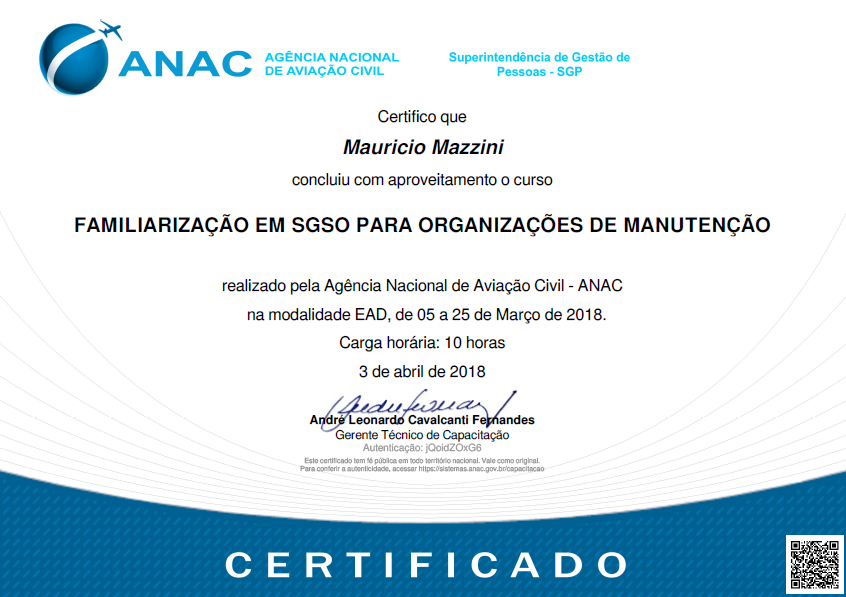 ANAC
AGÊNCIA NACIONAL
DE AVIAÇÃO CIVIL
Superintendência de Gestão de
Pessoas - SGP
Certifico que
Mauricio Mazzini
concluiu com aproveitamento o curso
FAMILIARIZAÇÃO EM SGSO PARA ORGANIZAÇÕES DE MANUTENÇÃO
realizado pela Agência Nacional de Aviação Civil - ANAC
na modalidade EAD, de 05 a 25 de Março de 2018.
Carga horária: 10 horas
3 de abril de 2018
André Leonardo Cavalcanti Fernandes
Gerente Técnico de Capacitação
Autenticação: jQoidZOxG6
Este certificado tem fé pública em todo território nacional. Vale como original.
Para conferir a autenticidade, acessar https://sistemas.anac.gov.br/capacitacao
CERTIFICADO